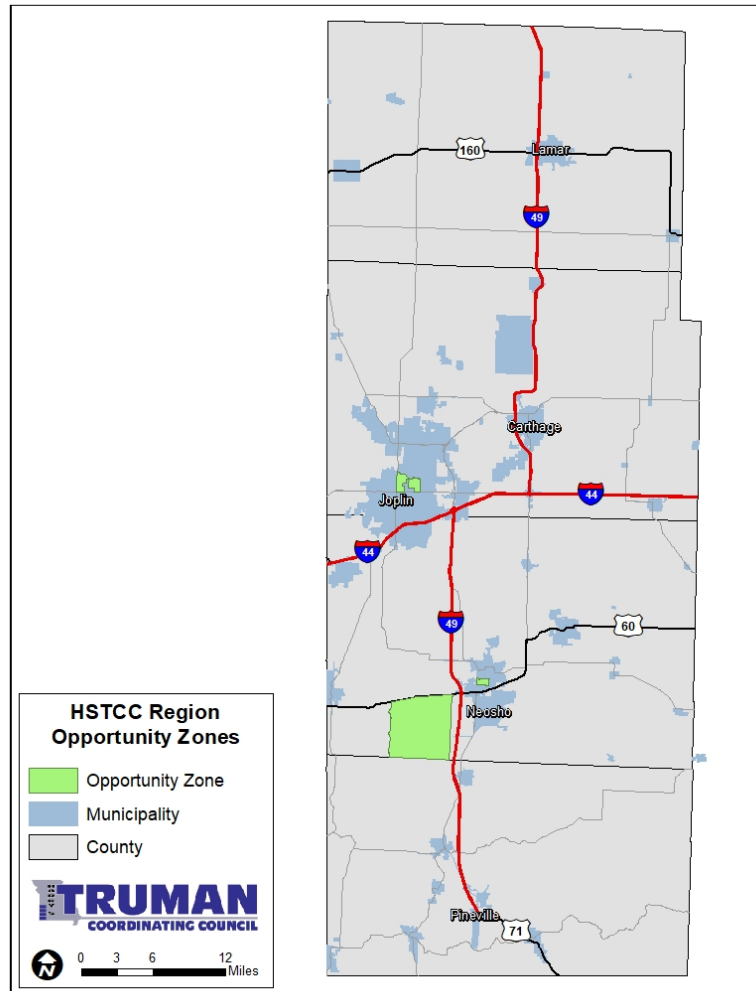 160
Lamar
49
Carthage
Joplin
44
44
49
60
Neosho
HSTCC Region
Opportunity Zones
Opportunity Zone
Municipality
County
TRUMAN
COORDINATING COUNCIL
N
0 3 6 12
Miles
Pineville
71